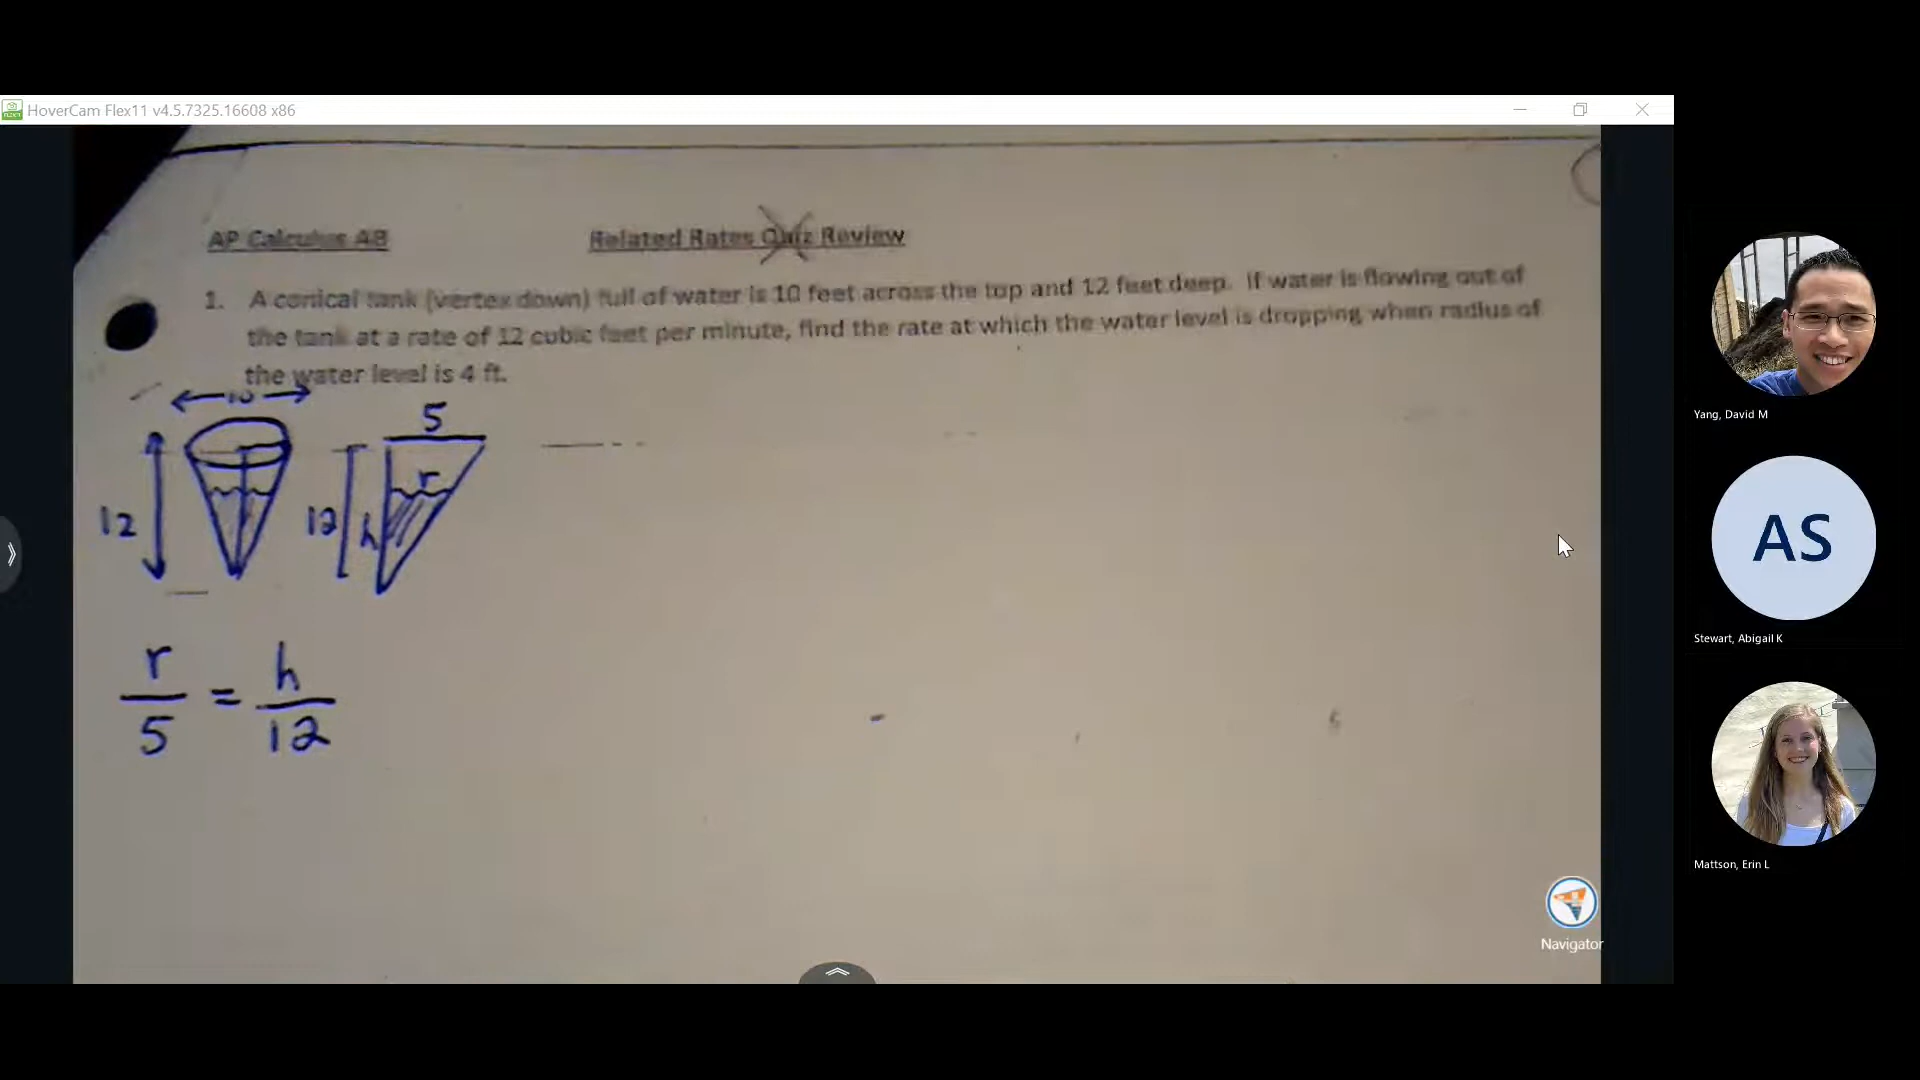 HoverCam Flex11 v4.5.7325.16608 x86
AP Calculus AB
Related Rates Quiz Review
1. A conical tank (vertex down) full of water is 10 feet across the top and 12 feet deep. If water is flowing out of
the tank at a rate of 12 cubic feet per minute, find the rate at which the water level is dropping when radius of
the water level is 4 ft.
10
5
r
12
12
h
r/5 = h/12
Yang, David M
AS
Stewart, Abigail K
Mattson, Erin L
Navigator